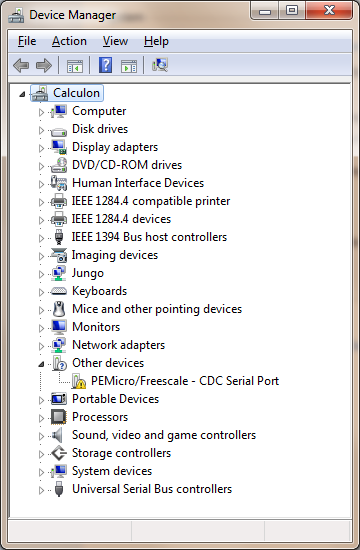 Device Manager
File Action View Help
Calculon
Computer
Disk drives
Display adapters
DVD/CD-ROM drives
Human Interface Devices
IEEE 1284.4 compatible printer
IEEE 1284.4 devices
IEEE 1394 Bus host controllers
Imaging devices
Jungo
Keyboards
Mice and other pointing devices
Monitors
Network adapters
Other devices
PEMicro/Freescale - CDC Serial Port
Portable Devices
Processors
Sound, video and game controllers
Storage controllers
System devices
Universal Serial Bus controllers